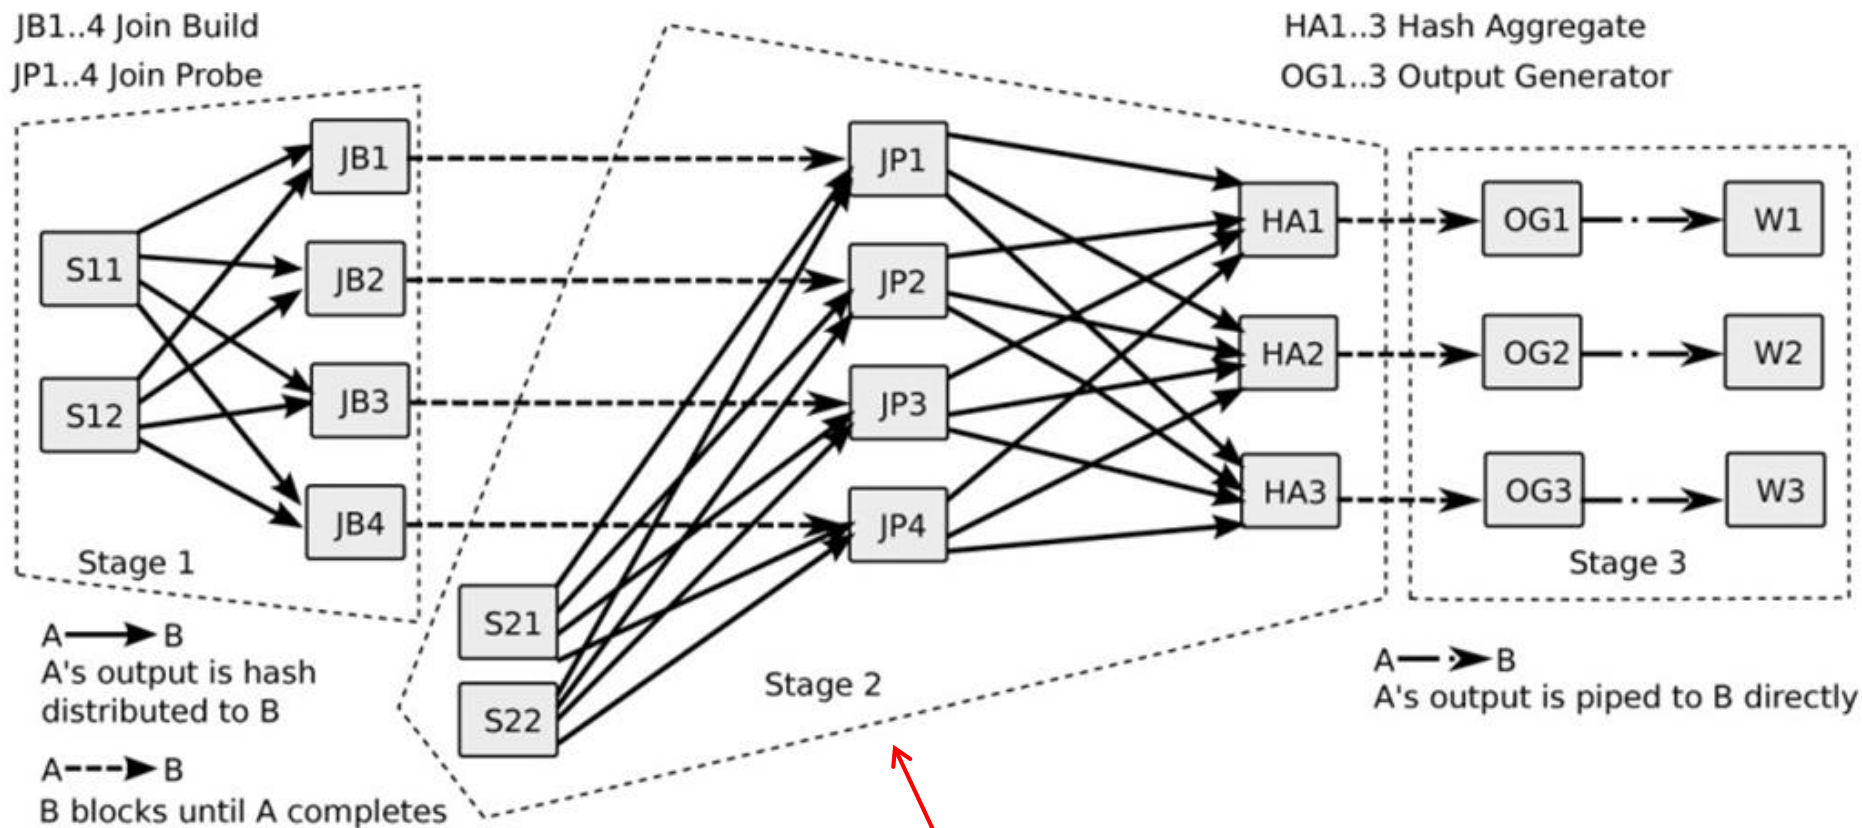 JB1..4 Join Build
JP1..4 Join Probe
HA1..3 Hash Aggregate
OG1..3 Output Generator
S11
S12
JB1
JB2
JB3
JB4
Stage 1
S21
S22
JP1
JP2
JP3
JP4
HA1
HA2
HA3
Stage 2
OG1
W1
OG2
W2
OG3
W3
Stage 3
A B
A's output is hash
distributed to B
A B
B blocks until A completes
A B
A's output is piped to B directly